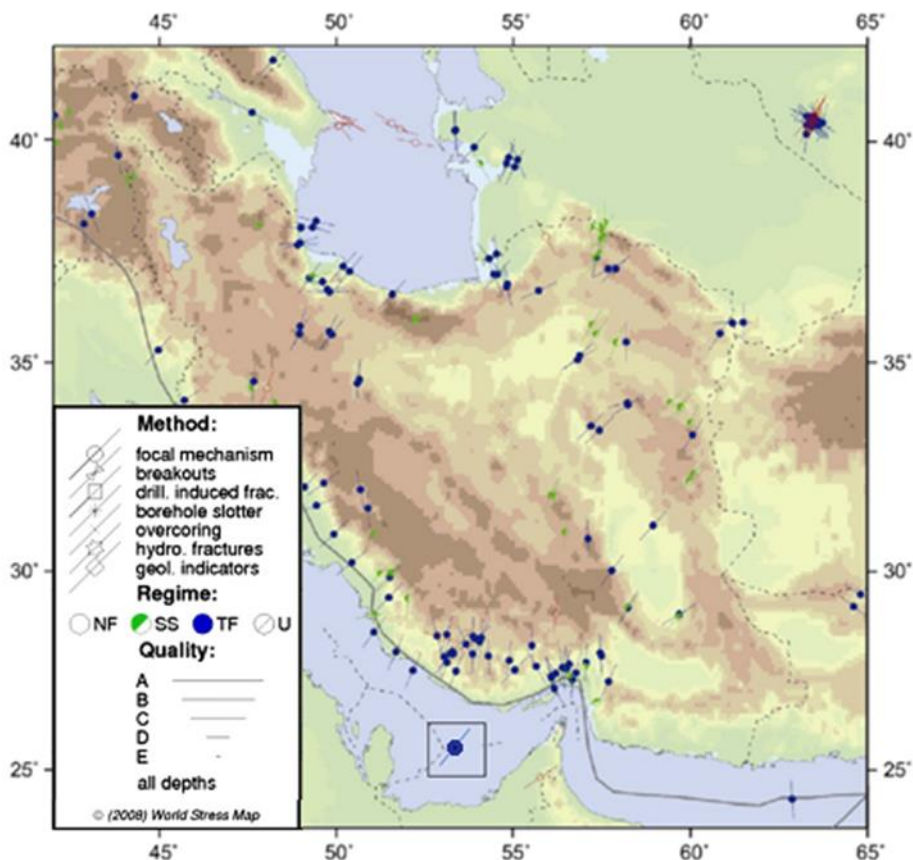 45° 50° 55° 60° 65°
40° 40°
35° 35°
Method:
focal mechanism
breakouts
drill. induced frac.
borehole slotter
overcoring
hydro. fractures
geol. indicators
30° 30°
Regime:
NF SS TF U
Quality:
A
B
C
D
E
25° 25°
all depths
© (2008) World Stress Map
45° 50° 55° 60° 65°